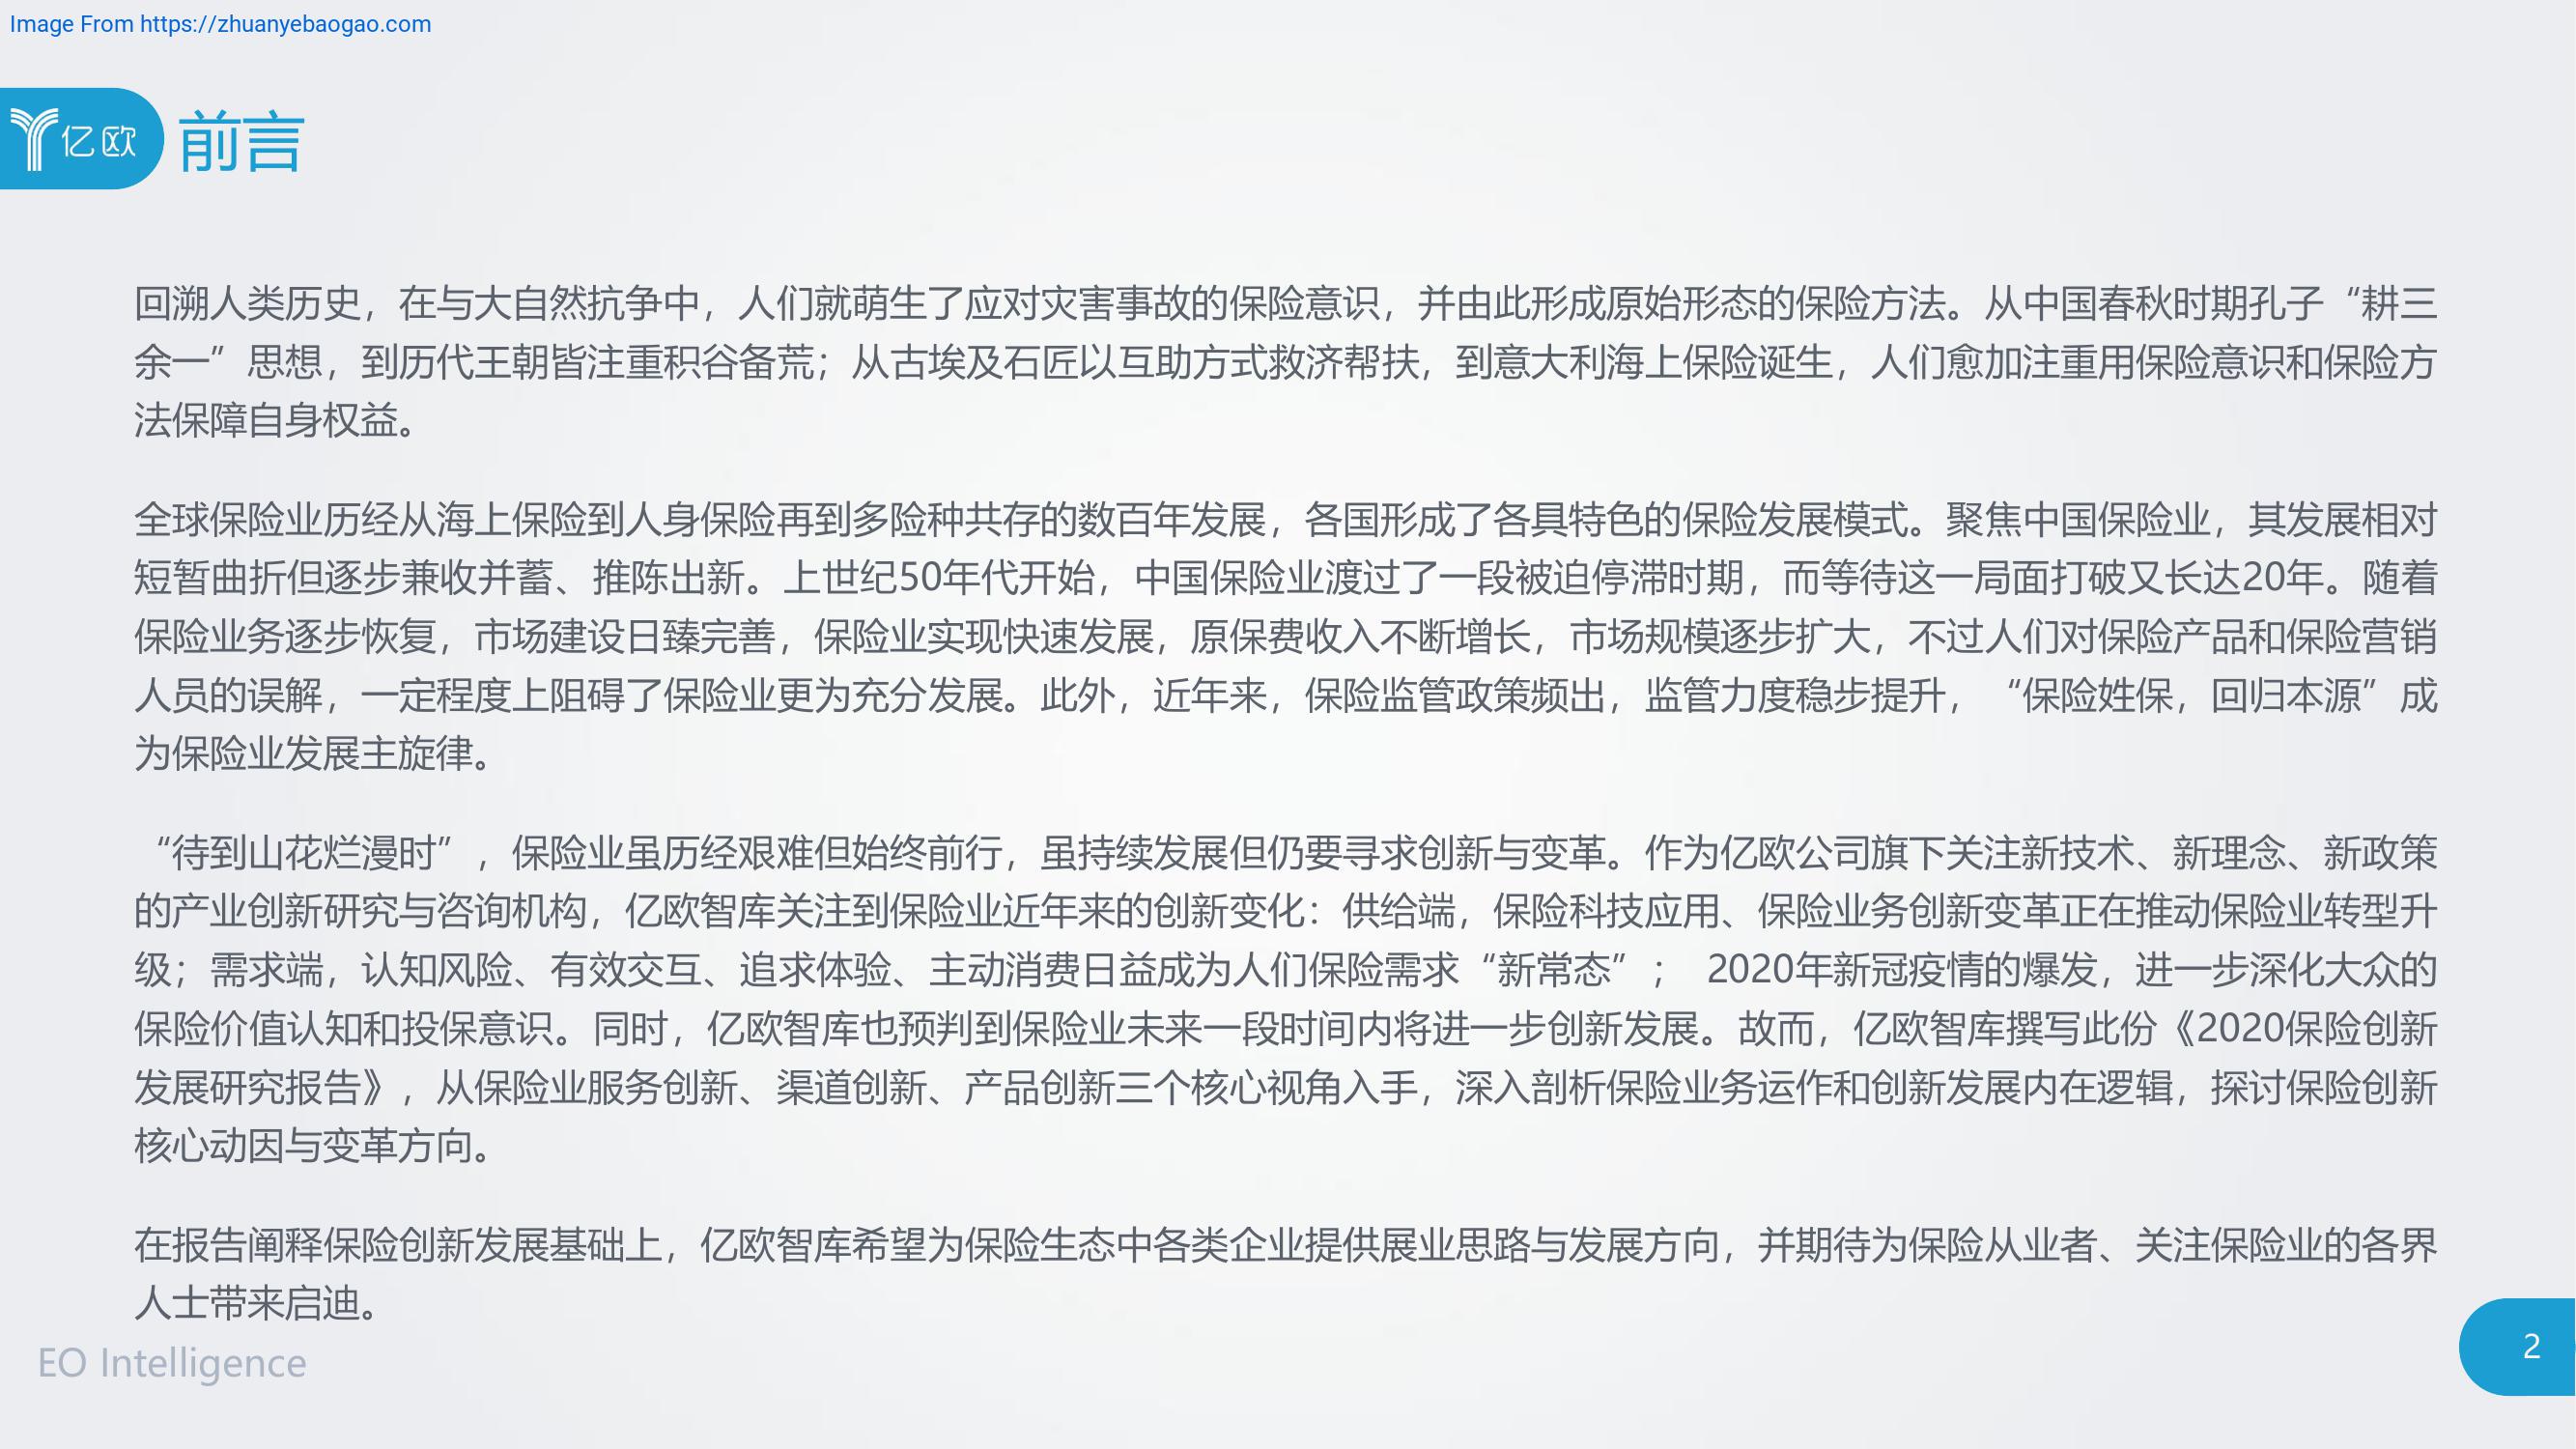 Image From https://zhuanyebaogao.com
亿欧 前言
回溯人类历史，在与大自然抗争中，人们就萌生了应对灾害事故的保险意识，并由此形成原始形态的保险方法。从中国春秋时期孔子“耕三
余一”思想，到历代王朝皆注重积谷备荒；从古埃及石匠以互助方式救济帮扶，到意大利海上保险诞生，人们愈加注重用保险意识和保险方
法保障自身权益。
全球保险业历经从海上保险到人身保险再到多险种共存的数百年发展，各国形成了各具特色的保险发展模式。聚焦中国保险业，其发展相对
短暂曲折但逐步兼收并蓄、推陈出新。上世纪50年代开始，中国保险业渡过了一段被迫停滞时期，而等待这一局面打破又长达20年。随着
保险业务逐步恢复，市场建设日臻完善，保险业实现快速发展，原保费收入不断增长，市场规模逐步扩大，不过人们对保险产品和保险营销
人员的误解，一定程度上阻碍了保险业更为充分发展。此外，近年来，保险监管政策频出，监管力度稳步提升，“保险姓保，回归本源”成
为保险业发展主旋律。
“待到山花烂漫时”，保险业虽历经艰难但始终前行，虽持续发展但仍要寻求创新与变革。作为亿欧公司旗下关注新技术、新理念、新政策
的产业创新研究与咨询机构，亿欧智库关注到保险业近年来的创新变化：供给端，保险科技应用、保险业务创新变革正在推动保险业转型升
级；需求端，认知风险、有效交互、追求体验、主动消费日益成为人们保险需求“新常态”； 2020年新冠疫情的爆发，进一步深化大众的
保险价值认知和投保意识。同时，亿欧智库也预判到保险业未来一段时间内将进一步创新发展。故而，亿欧智库撰写此份《2020保险创新
发展研究报告》，从保险业服务创新、渠道创新、产品创新三个核心视角入手，深入剖析保险业务运作和创新发展内在逻辑，探讨保险创新
核心动因与变革方向。
在报告阐释保险创新发展基础上，亿欧智库希望为保险生态中各类企业提供展业思路与发展方向，并期待为保险从业者、关注保险业的各界
人士带来启迪。
EO Intelligence
2